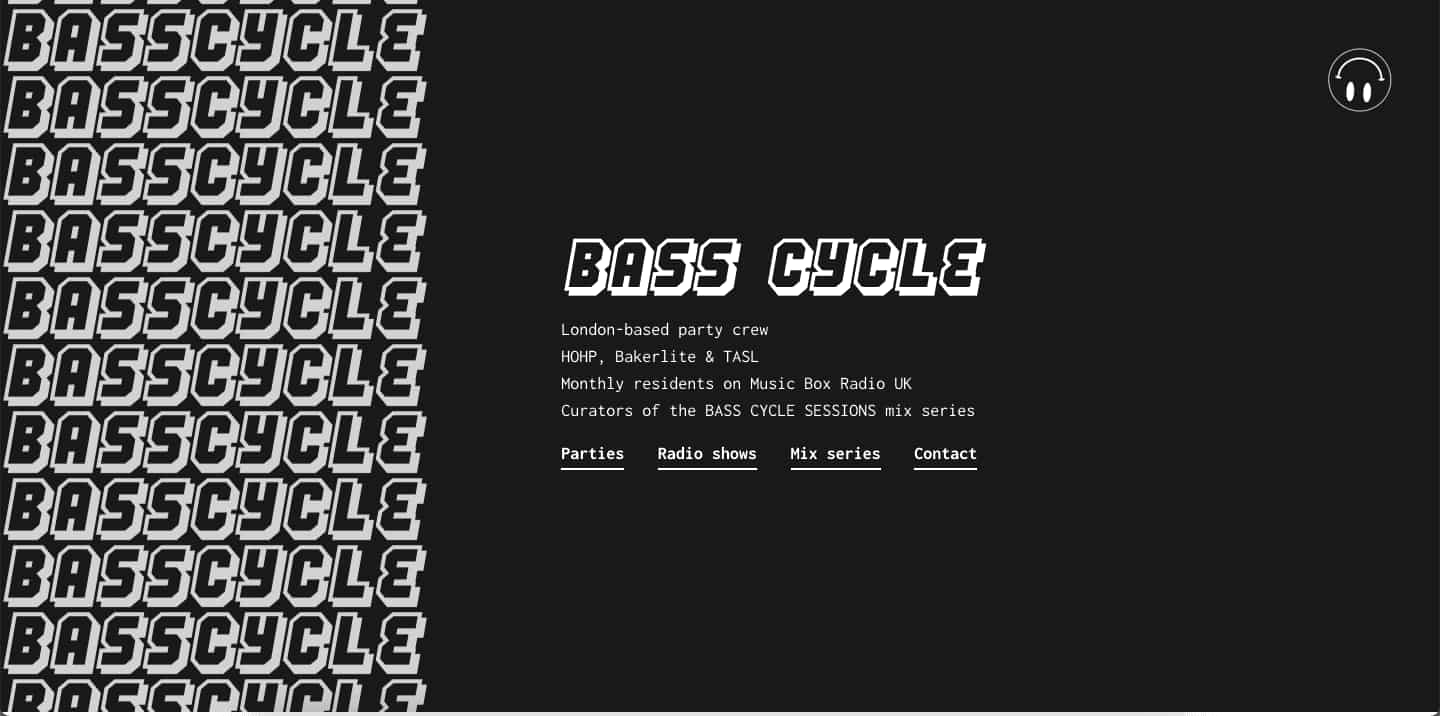 BASSCYCLE
BASSCYCLE
BASSCYCLE
BASSCYCLE
BASSCYCLE
BASSCYCLE
BASSCYCLE
BASSCYCLE
BASSCYCLE
BASSCYCLE
BASSCYCLE
BASS CYCLE
London-based party crew
HOHP, Bakerlite & TASL
Monthly residents on Music Box Radio UK
Curators of the BASS CYCLE SESSIONS mix series
Parties Radio shows Mix series Contact